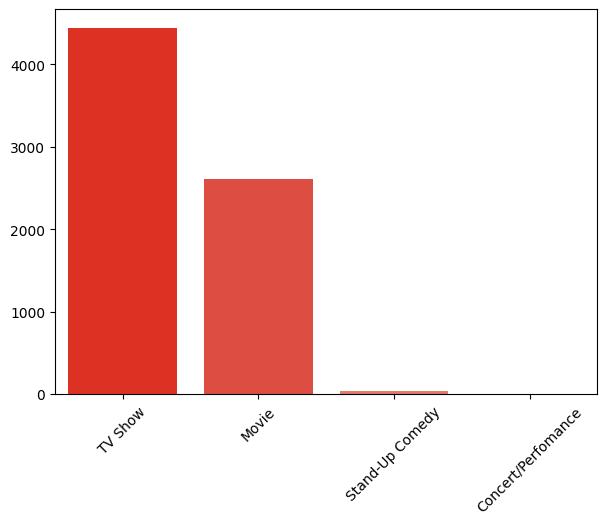 4000
3000
2000
1000
0
TV Show
Movie
Stand-Up Comedy
Concert/Perfomance